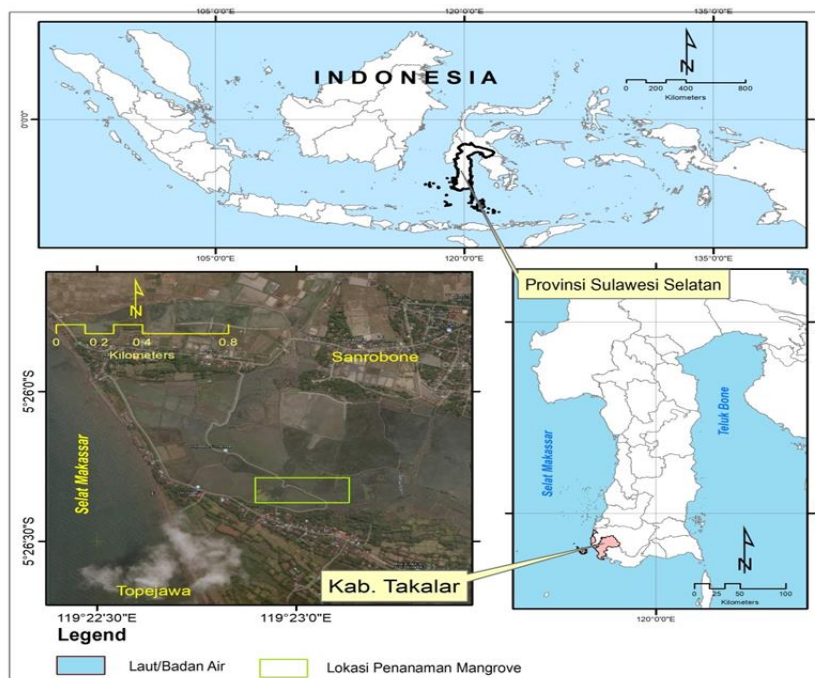 105°0'0"E
120°0'0"E
135°0'0"E
INDONESIA
0 200 400 800
Kilometers
0°0'0"
105°0'0"E
120°0'0"E
135°0'0"E
Provinsi Sulawesi Selatan
0 0.2 0.4 0.8
Kilometers
Sanrobone
5°26'0"S
Selat Makassar
5°26'30"S
Topejawa
119°22'30"E
119°23'0"E
Teluk Bone
Selat Makassar
Kab. Takalar
0 25 50 100
Kilometers
120°0'0"E
Legend
Laut/Badan Air
Lokasi Penanaman Mangrove